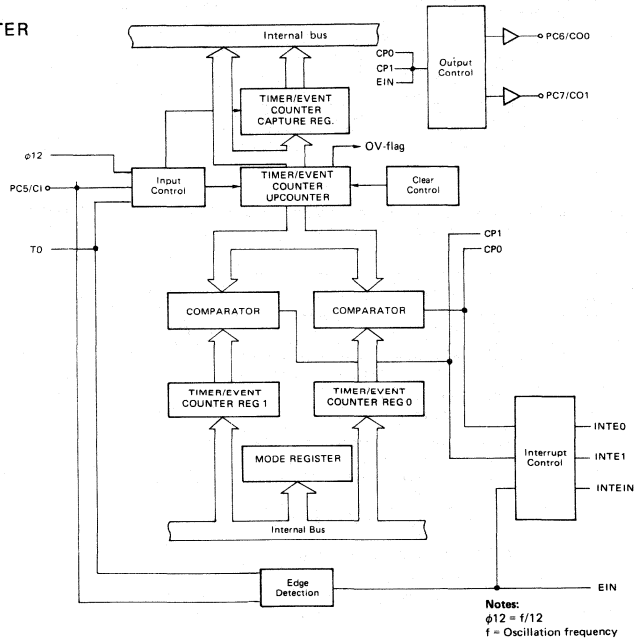 TER
Internal bus
CP0
CP1
EIN
Output
Control
PC6/CO0
PC7/CO1
TIMER/EVENT
COUNTER
CAPTURE REG.
OV-flag
φ12
PC5/CI
T0
Input
Control
TIMER/EVENT
COUNTER
UPCOUNTER
Clear
Control
CP1
CP0
COMPARATOR
COMPARATOR
TIMER/EVENT
COUNTER REG 1
TIMER/EVENT
COUNTER REG 0
MODE REGISTER
Internal Bus
Interrupt
Control
INTE0
INTE1
INTEIN
Edge
Detection
EIN
Notes:
φ12 = f/12
f = Oscillation frequency